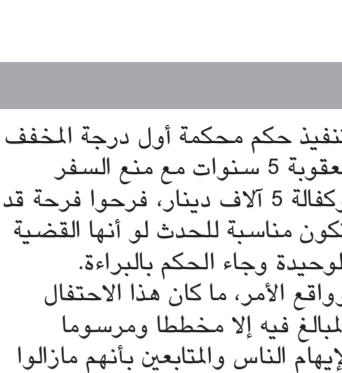 تنفيذ حكم محكمة أول درجة المخفف
بعقوبة 5 سنوات مع منع السفر
وكفالة 5 آلاف دينار، فرحوا فرحة قد
تكون مناسبة للحدث لو أنها القضية
الوحيدة وجاء الحكم بالبراءة.
وواقع الأمر، ما كان هذا الاحتفال
المبالغ فيه إلا مخططا ومرسوما
لإيهام الناس والمتابعين بأنهم مازالوا